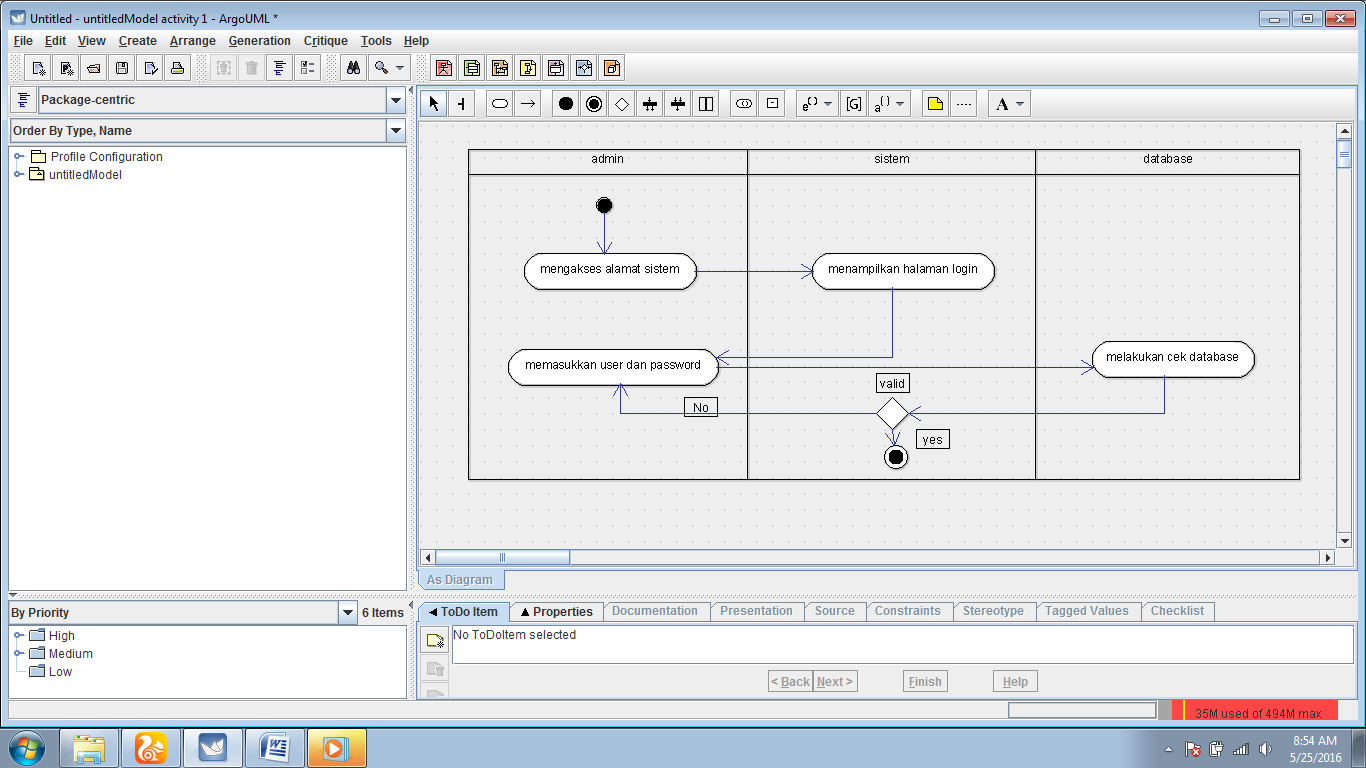 Untitled - untitledModel activity 1 - ArgoUML *
File Edit View Create Arrange Generation Critique Tools Help
Package-centric
Order By Type, Name
Profile Configuration
untitledModel
A
admin sistem database
mengakses alamat sistem menampilkan halaman login
memasukkan user dan password melakukan cek database
valid
No
yes
As Diagram
By Priority 6 Items
High
Medium
Low
ToDo Item Properties Documentation Presentation Source Constraints Stereotype Tagged Values Checklist
No ToDoItem selected
< Back Next > Finish Help
35M used of 494M max
8:54 AM
5/25/2016